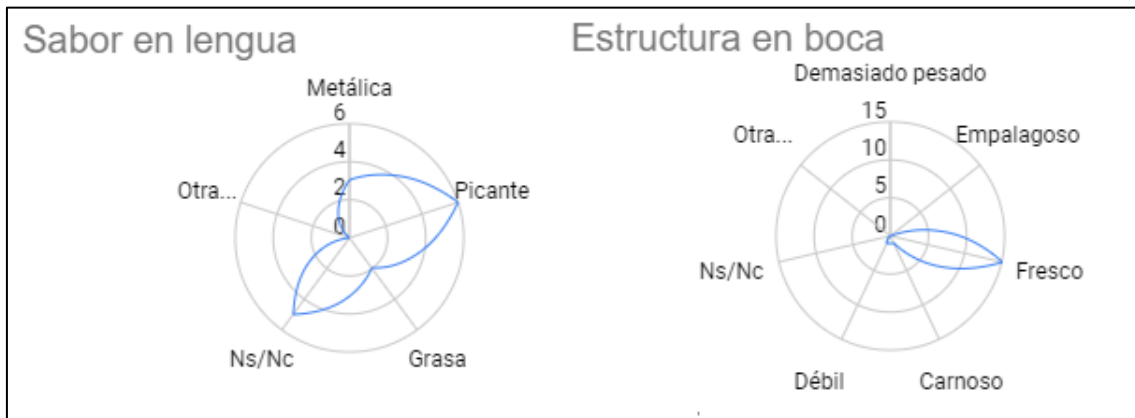 Sabor en lengua
Metálica
6
4
2
0
Picante
Otra...
Ns/Nc
Grasa
Estructura en boca
Demasiado pesado
15
10
5
0
Otra...
Empalagoso
Ns/Nc
Fresco
Débil
Carnoso